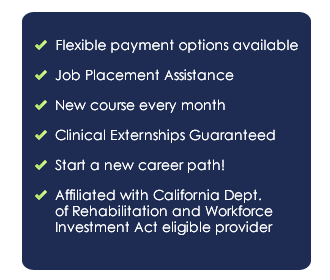 Flexible payment options available
Job Placement Assistance
New course every month
Clinical Externships Guaranteed
Start a new career path!
Affiliated with California Dept.
of Rehabilitation and Workforce
Investment Act eligible provider